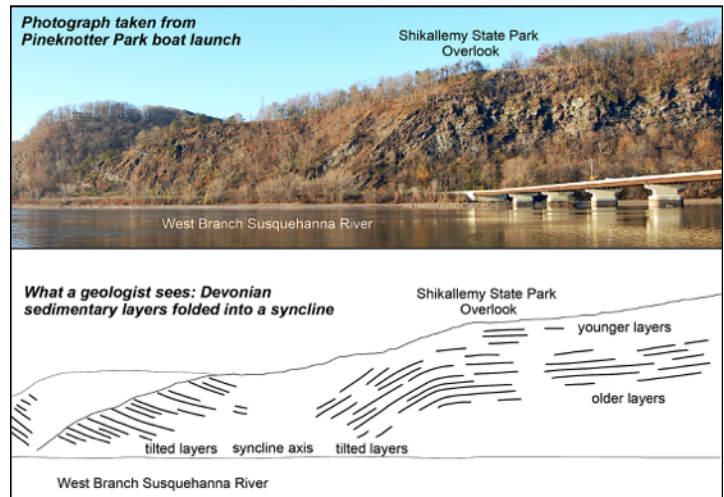 Photograph taken from
Pineknotter Park boat launch
Shikallemy State Park
Overlook
West Branch Susquehanna River
What a geologist sees: Devonian
sedimentary layers folded into a syncline
Shikallemy State Park
Overlook
younger layers
older layers
tilted layers
syncline axis
tilted layers
West Branch Susquehanna River